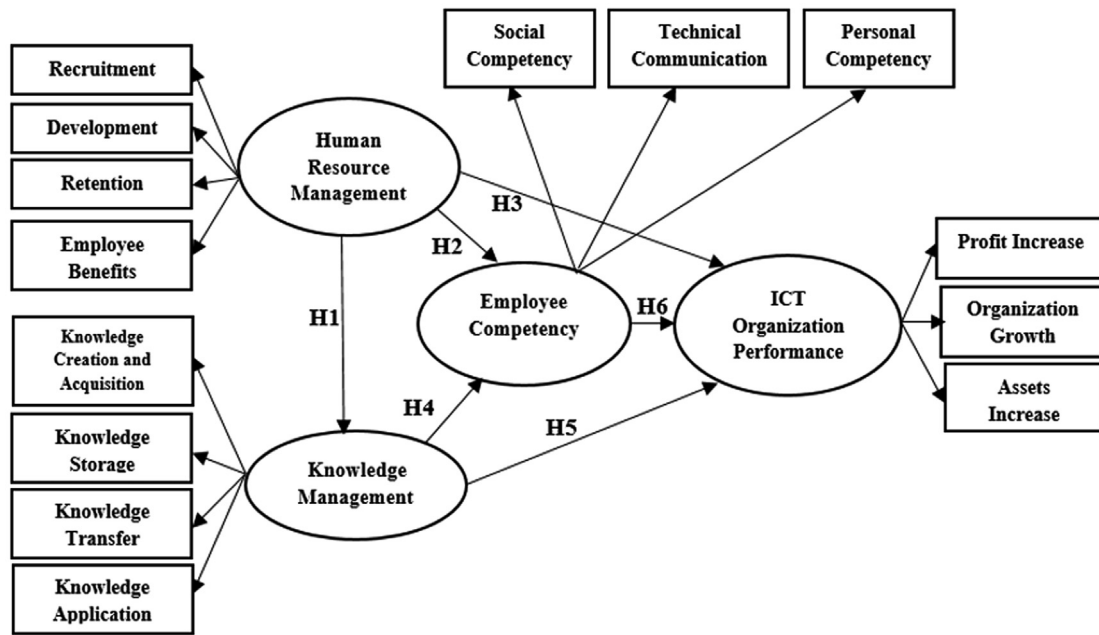 Social
Competency
Technical
Communication
Personal
Competency
Recruitment
Development
Retention
Employee
Benefits
Human
Resource
Management
H3
H2
H1
Employee
Competency
H6
ICT
Organization
Performance
Profit Increase
Organization
Growth
Assets
Increase
Knowledge
Creation and
Acquisition
Knowledge
Storage
Knowledge
Transfer
Knowledge
Application
H4
H5
Knowledge
Management